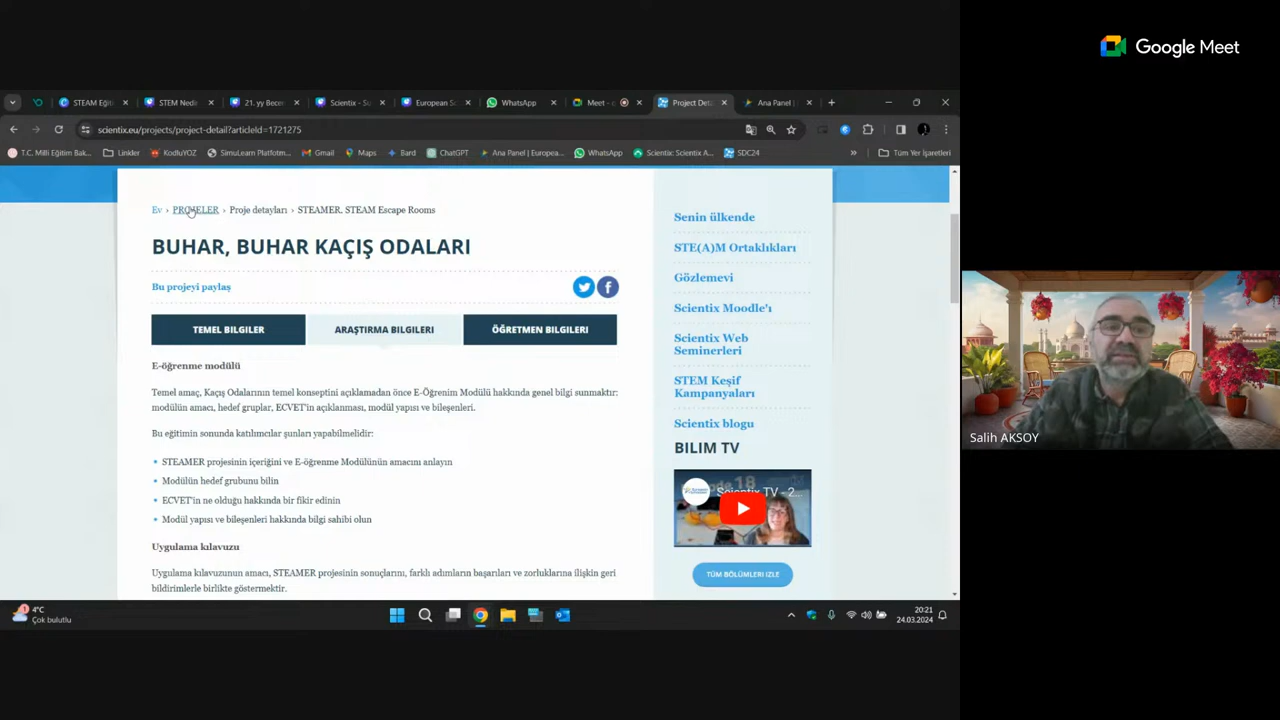 Google Meet
STEAM Eğiti
STEM Nedir
21. yy Becer
Scientix - Sc
European Sc
WhatsApp
Meet -
Project Deta
Ana Panel |
scientix.eu/projects/project-detail?articleId=1721275
T.C. Milli Eğitim Bak...
Linkler
KodluYOZ
SimuLearn Platfotm...
Gmail
Maps
Bard
ChatGPT
Ana Panel | Europea...
WhatsApp
Scientix: Scientix A...
SDC24
»
Tüm Yer İşaretleri
Ev › PROJELER › Proje detayları › STEAMER, STEAM Escape Rooms
BUHAR, BUHAR KAÇIŞ ODALARI
Bu projeyi paylaş
TEMEL BILGILER
ARAŞTIRMA BILGILERI
ÖĞRETMEN BILGILERI
E-öğrenme modülü
Temel amaç, Kaçış Odalarının temel konseptini açıklamadan önce E-Öğrenim Modülü hakkında genel bilgi sunmaktır:
modülün amacı, hedef gruplar, ECVET'in açıklanması, modül yapısı ve bileşenleri.
Bu eğitimin sonunda katılımcılar şunları yapabilmelidir:
• STEAMER projesinin içeriğini ve E-öğrenme Modülünün amacını anlayın
• Modülün hedef grubunu bilin
• ECVET'in ne olduğu hakkında bir fikir edinin
• Modül yapısı ve bileşenleri hakkında bilgi sahibi olun
Uygulama kılavuzu
Uygulama kılavuzunun amacı, STEAMER projesinin sonuçlarını, farklı adımların başarıları ve zorluklarına ilişkin geri
bildirimlerle birlikte göstermektir.
Senin ülkende
STE(A)M Ortaklıkları
Gözlemevi
Scientix Moodle'ı
Scientix Web
Seminerleri
STEM Keşif
Kampanyaları
Scientix blogu
BILIM TV
Scientix TV - 2...
TÜM BÖLÜMLERI IZLE
Salih AKSOY
1
4°C
Çok bulutlu
20:21
24.03.2024